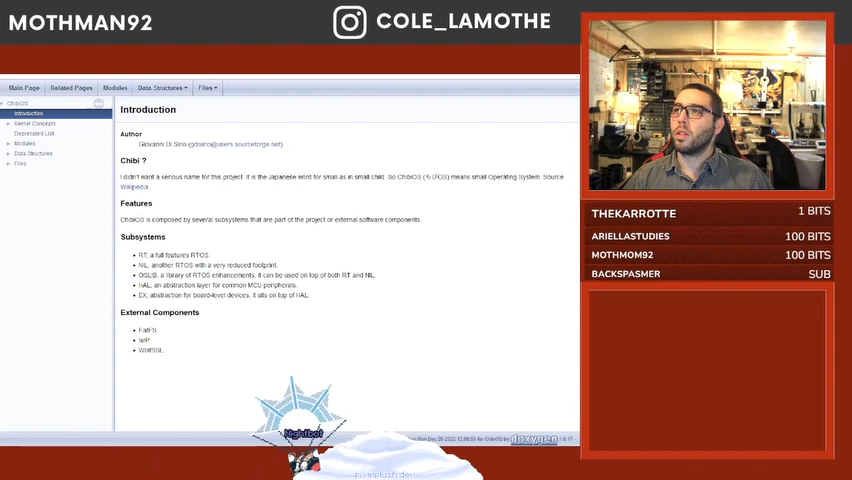 MOTHMAN92
COLE_LAMOTHE
Main Page
Related Pages
Modules
Data Structures
Files
ChibiOS
Introduction
Kernel Concepts
Deprecated List
Modules
Data Structures
Files
Introduction
Author
Giovanni Di Sirio (gdisirio@users.sourceforge.net)
Chibi ?
I didn't want a serious name for this project. It is the Japanese word for small as in small child. So ChibiOS (ちびOS) means small Operating System. Source
Wikipedia.
Features
ChibiOS is composed by several subsystems that are part of the project or external software components.
Subsystems
RT, a full features RTOS.
NIL, another RTOS with a very reduced footprint.
OSLIB, a library of RTOS enhancements, it can be used on top of both RT and NIL.
HAL, an abstraction layer for common MCU peripherals.
EX, abstraction for board-level devices, it sits on top of HAL.
External Components
FatFS.
lwIP
WolfSSL.
for ChibiOS by doxygen 1.8.17
Nightbot
pixelplush.dev
THEKARROTTE 1 BITS
ARIELLASTUDIES 100 BITS
MOTHMOM92 100 BITS
BACKSPASMER SUB